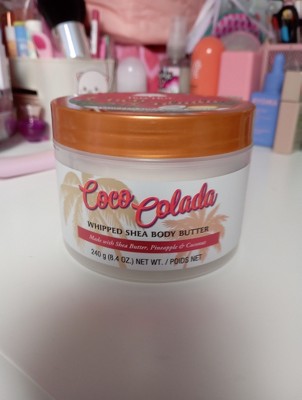 Coco Colada
WHIPPED SHEA BODY BUTTER
Made with Shea Butter, Pineapple & Coconut
240 g (8.4 OZ.) NET WT. / POIDS NET